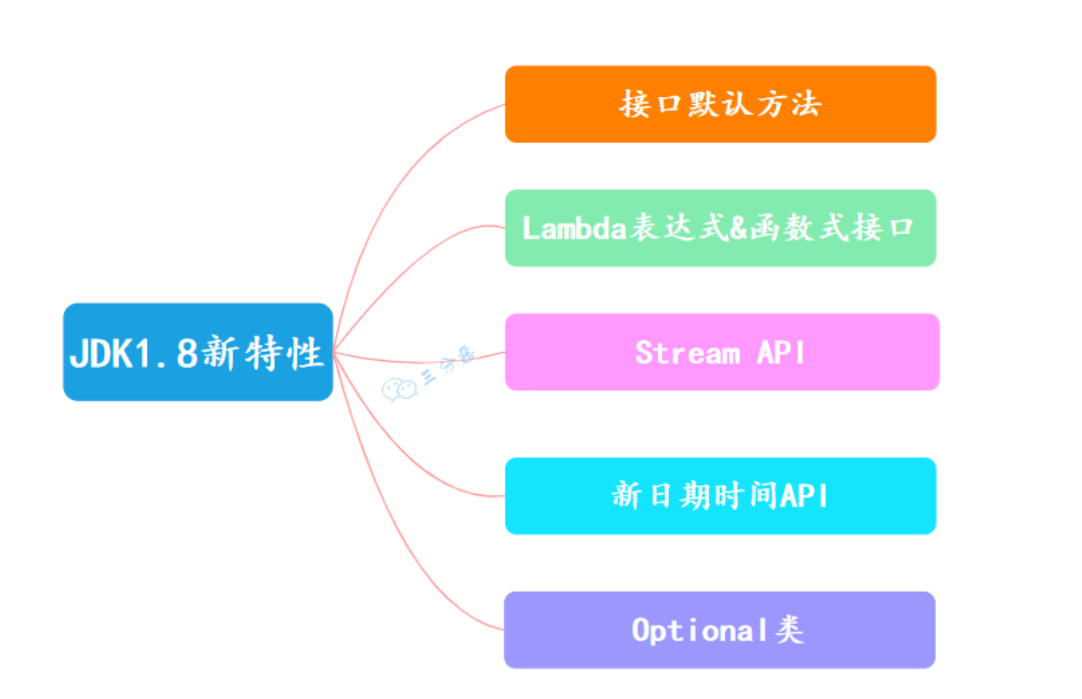 接口默认方法
Lambda表达式&函数式接口
JDK1.8新特性
Stream API
三分恶
新日期时间API
Optional类